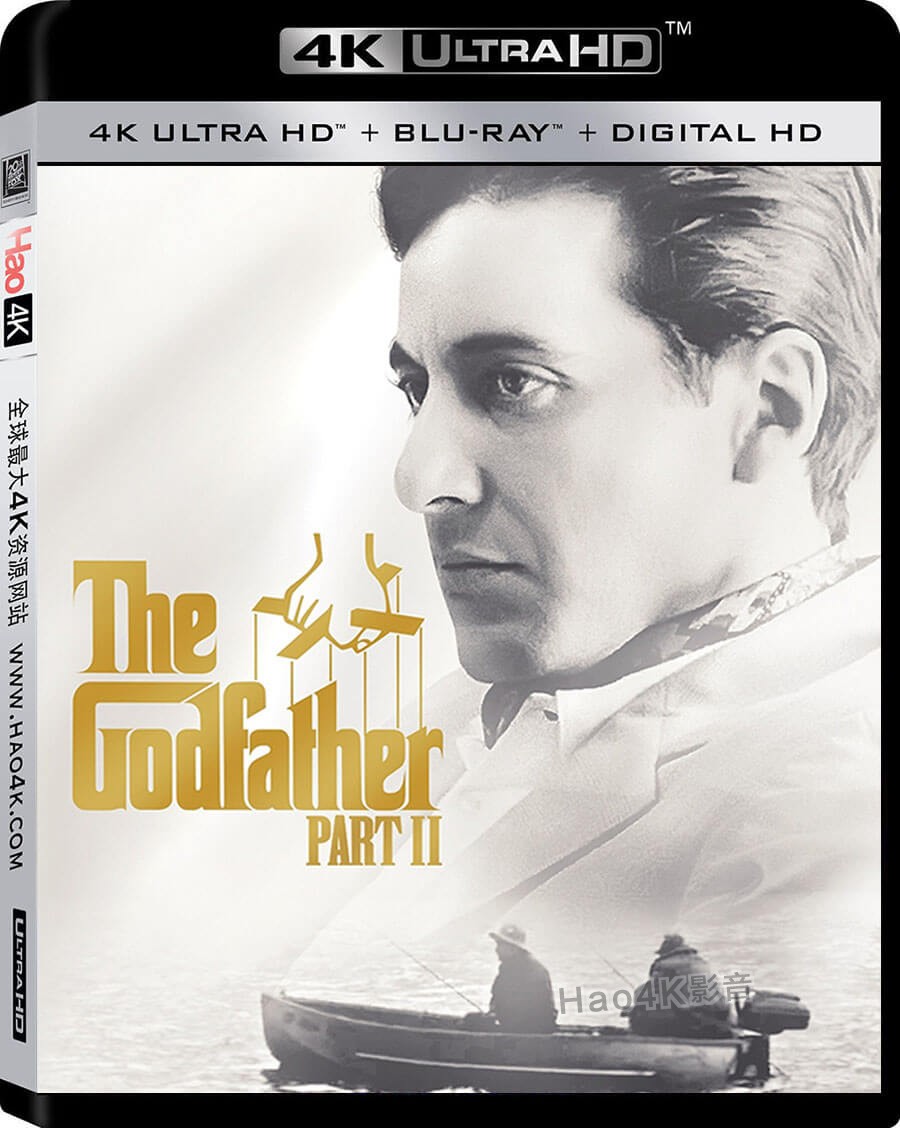 4K ULTRA HD™
4K ULTRA HD™ + BLU-RAY™ + DIGITAL HD
Hao
4K
全球最大4K资源网站 WWW.HAO4K.COM
ULTRA HD
The
Godfather
PART II
Hao4K影音